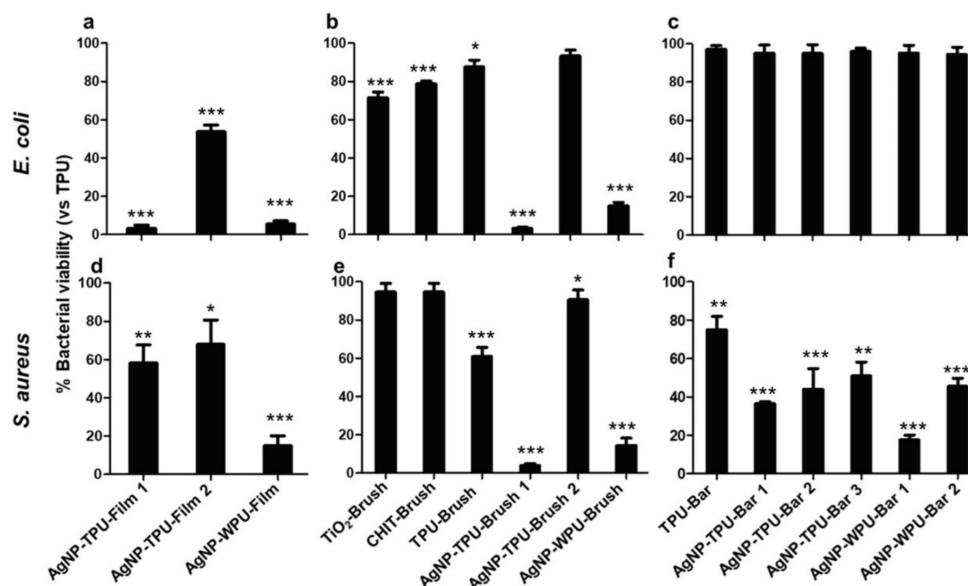 a
b
c
E. coli
S. aureus
% Bacterial viability (vs TPU)
100
80
60
40
20
0
***
***
***
100
80
60
40
20
0
***
***
*
***
***
100
80
60
40
20
0
d
e
f
100
80
60
40
20
0
**
*
***
100
80
60
40
20
0
***
***
*
***
100
80
60
40
20
0
**
***
***
**
***
***
AgNP-TPU-Film 1
AgNP-TPU-Film 2
AgNP-WPU-Film
TiO₂-Brush
CHIT-Brush
TPU-Brush
AgNP-TPU-Brush 1
AgNP-TPU-Brush 2
AgNP-WPU-Brush
TPU-Bar
AgNP-TPU-Bar 1
AgNP-TPU-Bar 2
AgNP-TPU-Bar 3
AgNP-WPU-Bar 1
AgNP-WPU-Bar 2